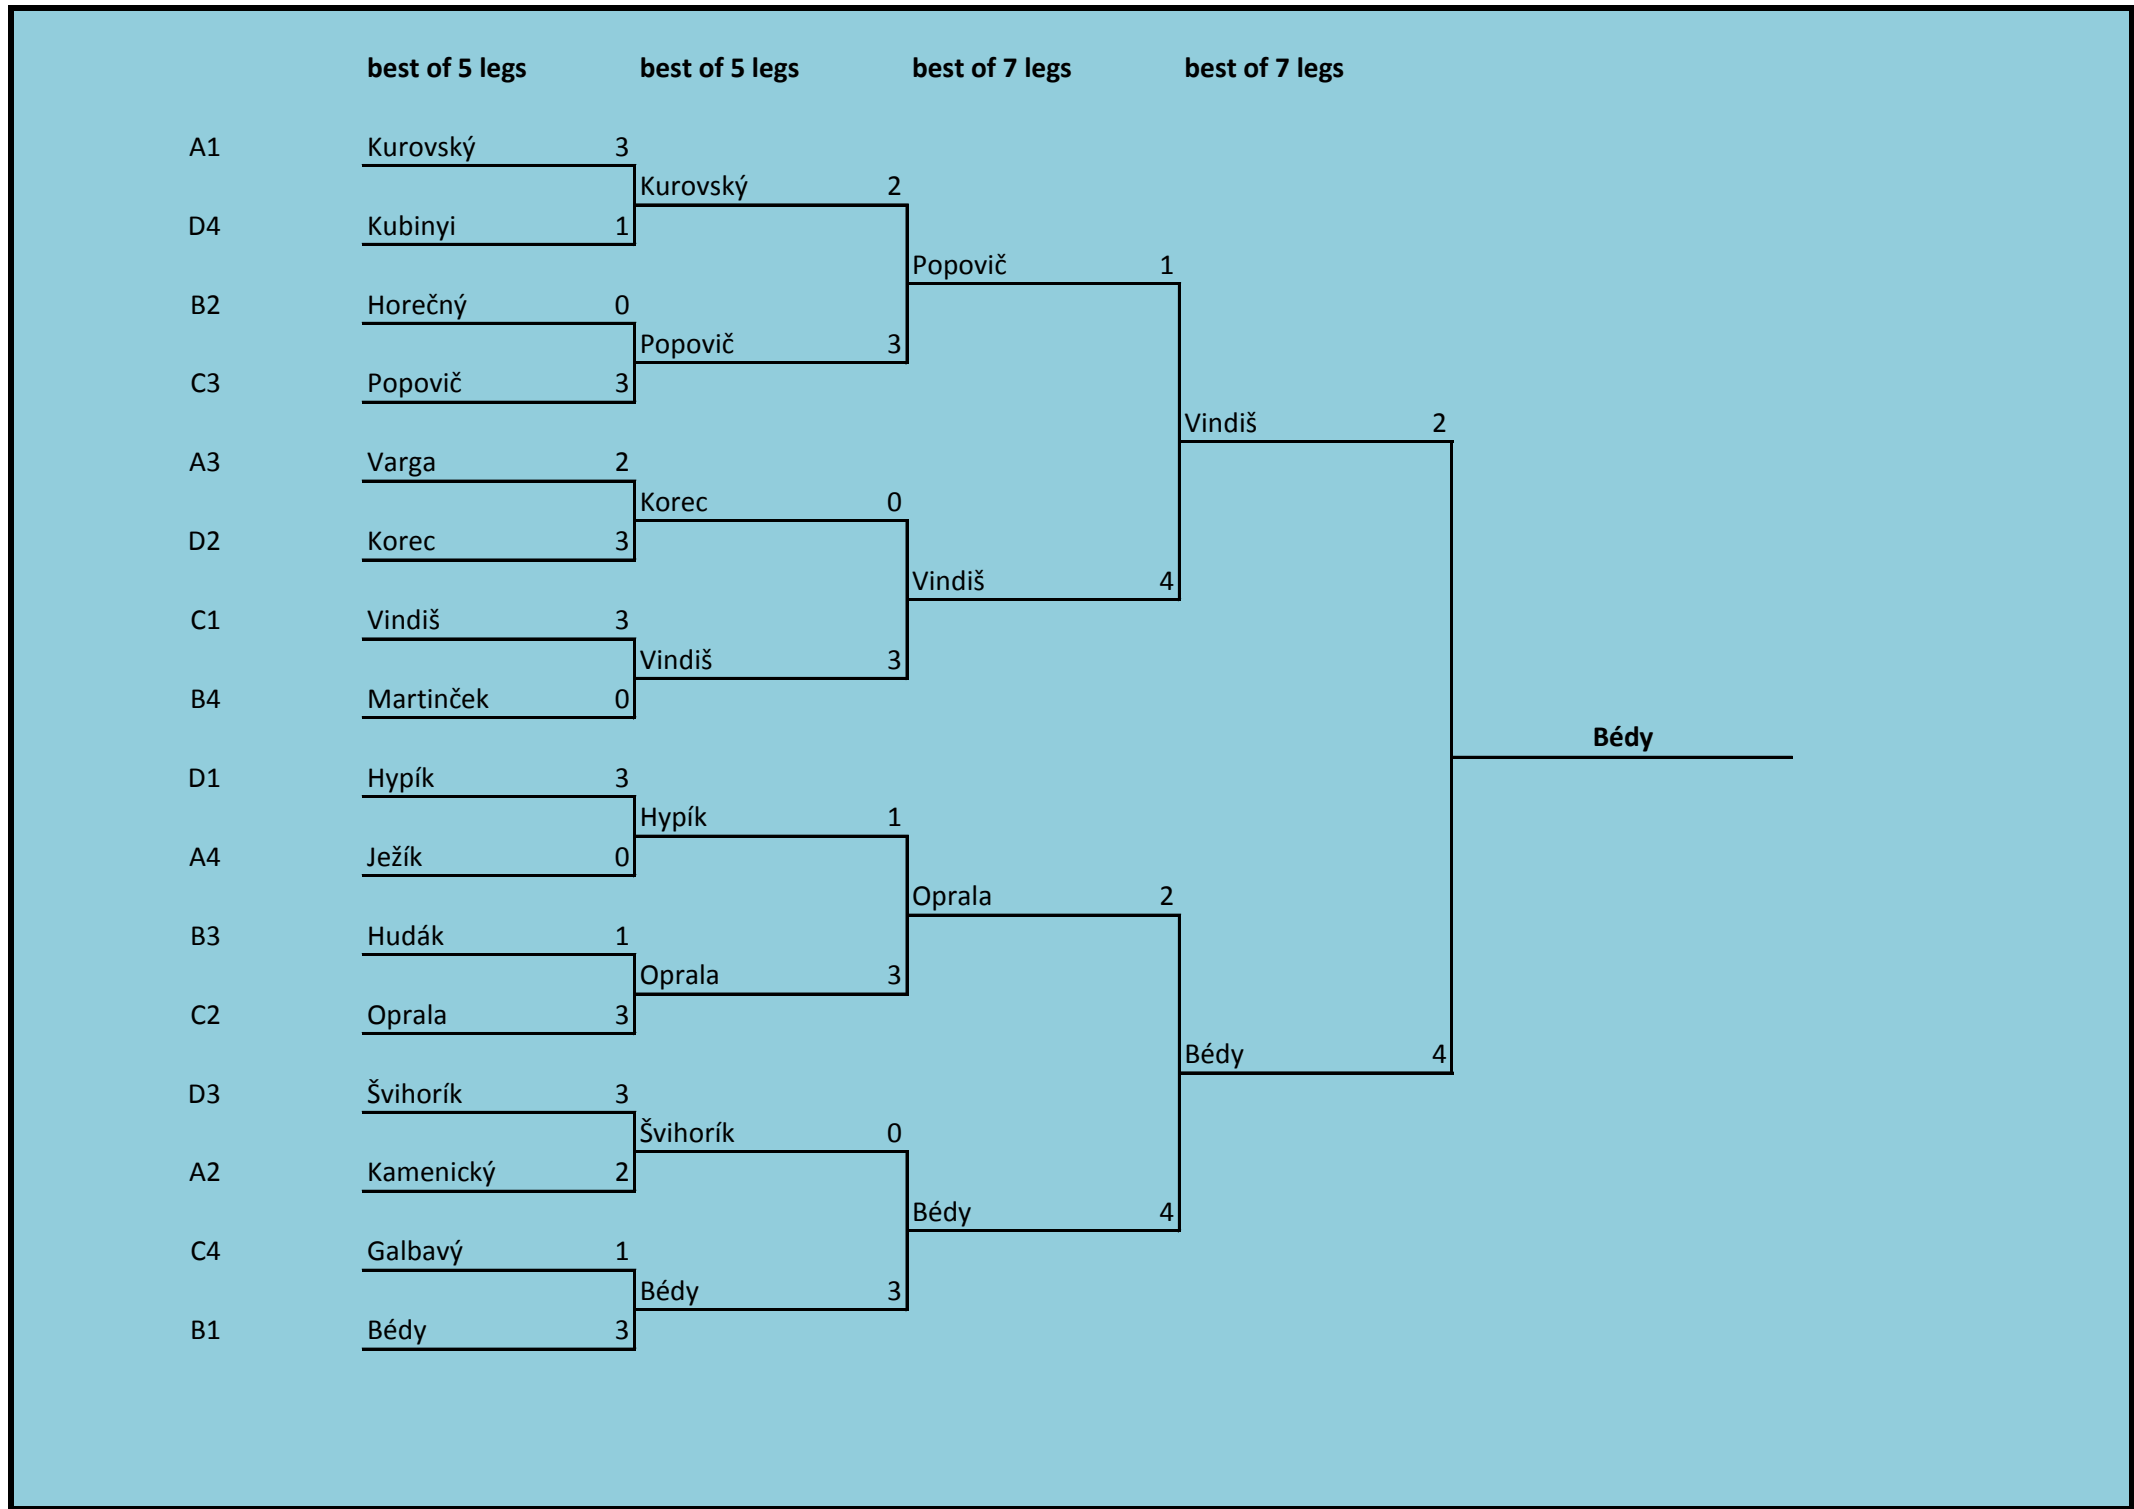 best of 5 legs best of 5 legs best of 7 legs best of 7 legs
A1 Kurovský 3
Kurovský 2
D4 Kubinyi 1
Popovič 1
B2 Horečný 0
Popovič 3
C3 Popovič 3
Vindiš 2
A3 Varga 2
Korec 0
D2 Korec 3
Vindiš 4
C1 Vindiš 3
Vindiš 3
B4 Martinček 0
Bédy
D1 Hypík 3
Hypík 1
A4 Ježík 0
Oprala 2
B3 Hudák 1
Oprala 3
C2 Oprala 3
Bédy 4
D3 Švihorík 3
Švihorík 0
A2 Kamenický 2
Bédy 4
C4 Galbavý 1
Bédy 3
B1 Bédy 3